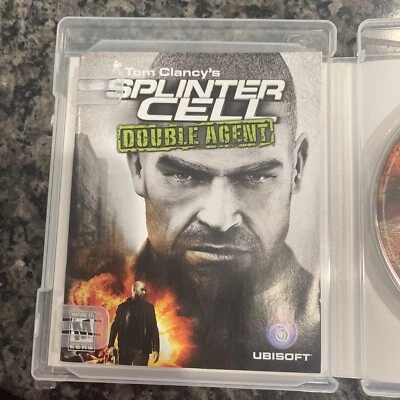 Tom Clancy's
SPLINTER
CELL
DOUBLE AGENT
M
UBISOFT